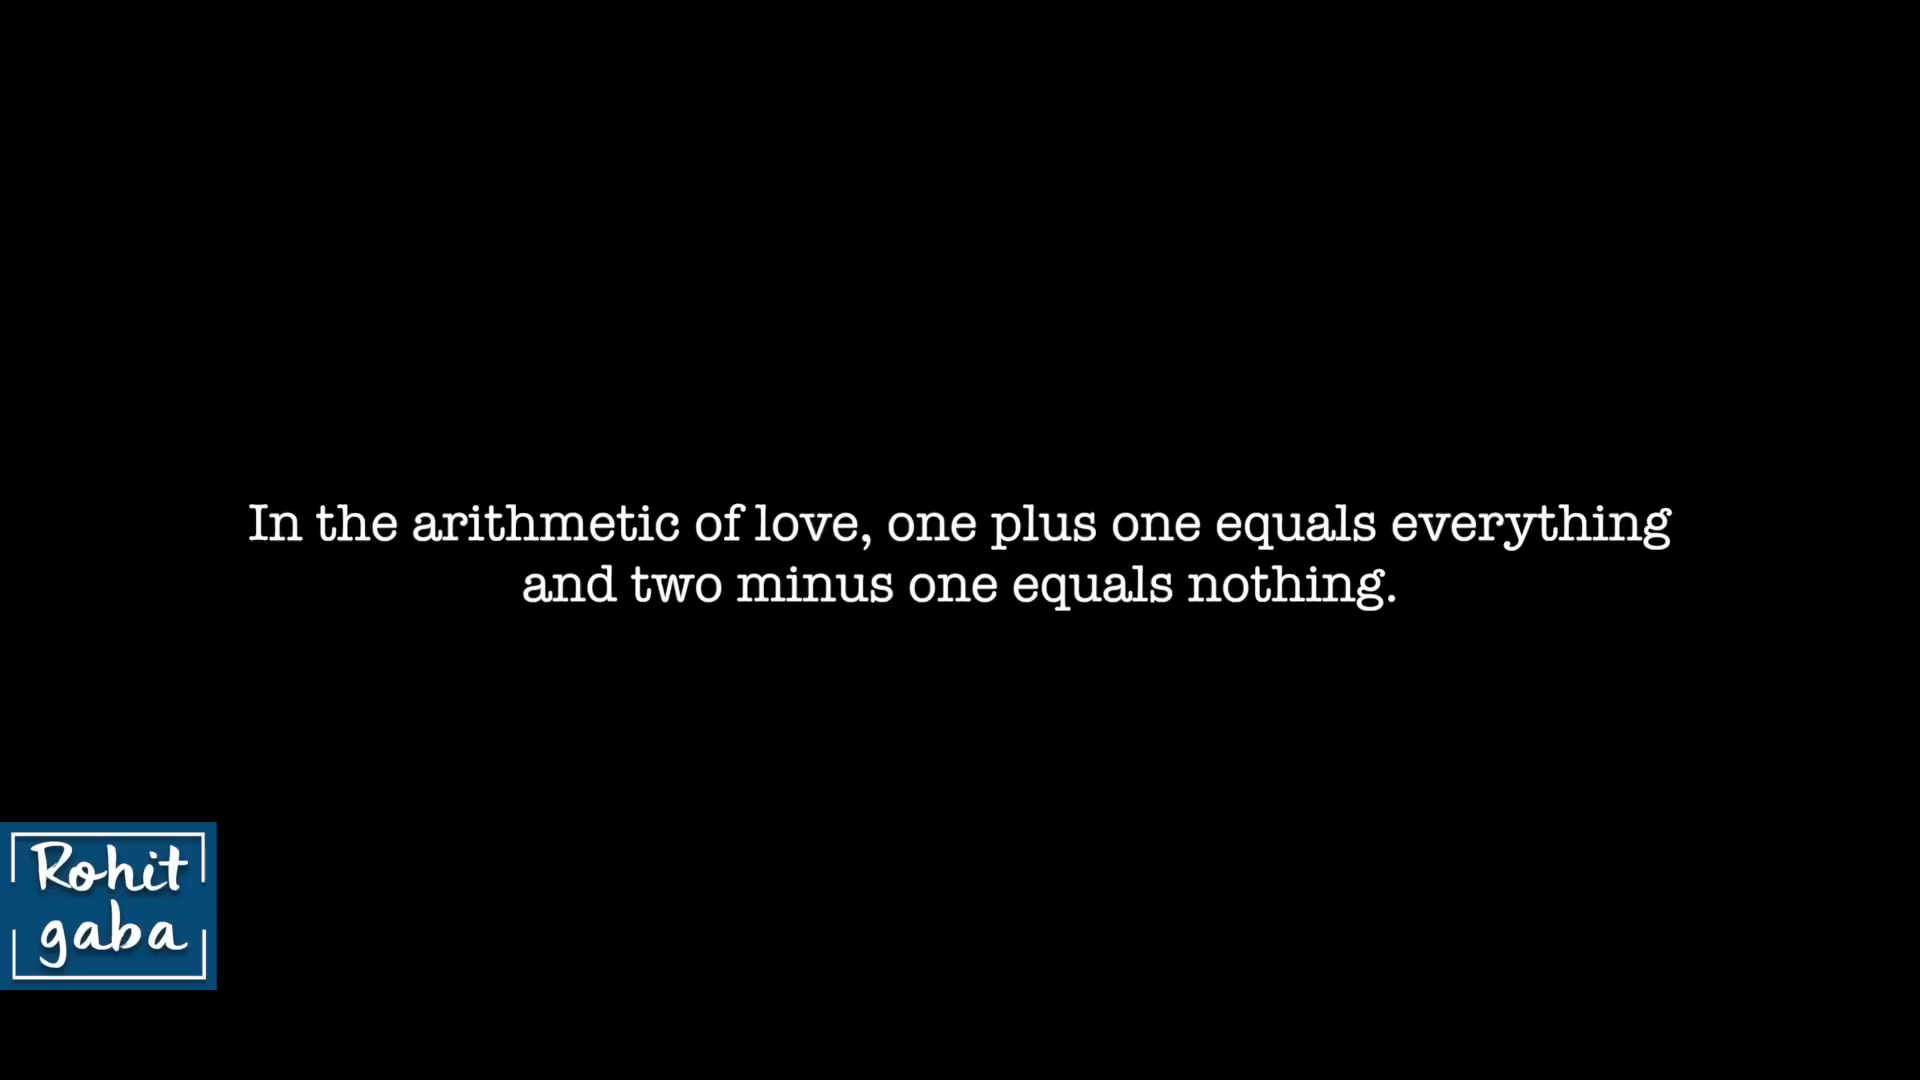 In the arithmetic of love, one plus one equals everything
and two minus one equals nothing.
Rohit
gaba